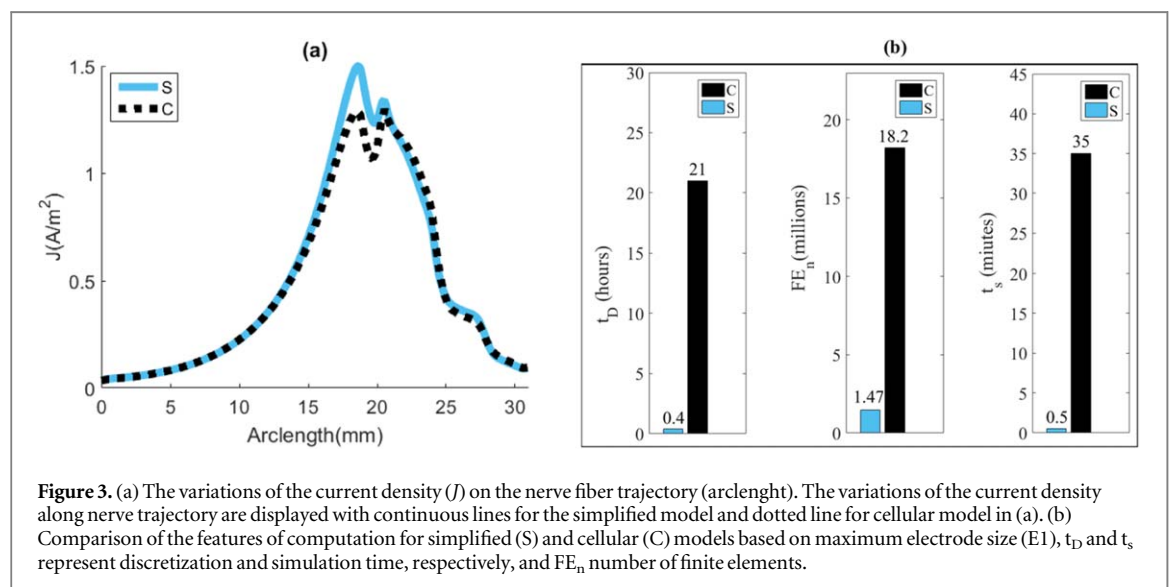 (a)
1.5
1
0.5
0
J(A/m²)
S
C
0 5 10 15 20 25 30
Arclength(mm)
(b)
30
25
20
15
10
5
0
t_D (hours)
C
S
21
0.4
20
15
10
5
0
FE_n (millions)
C
S
18.2
1.47
45
40
35
30
25
20
15
10
5
0
t_s (miutes)
C
S
35
0.5
Figure 3. (a) The variations of the current density (J) on the nerve fiber trajectory (arclenght). The variations of the current density
along nerve trajectory are displayed with continuous lines for the simplified model and dotted line for cellular model in (a). (b)
Comparison of the features of computation for simplified (S) and cellular (C) models based on maximum electrode size (E1), t_D and t_s
represent discretization and simulation time, respectively, and FE_n number of finite elements.